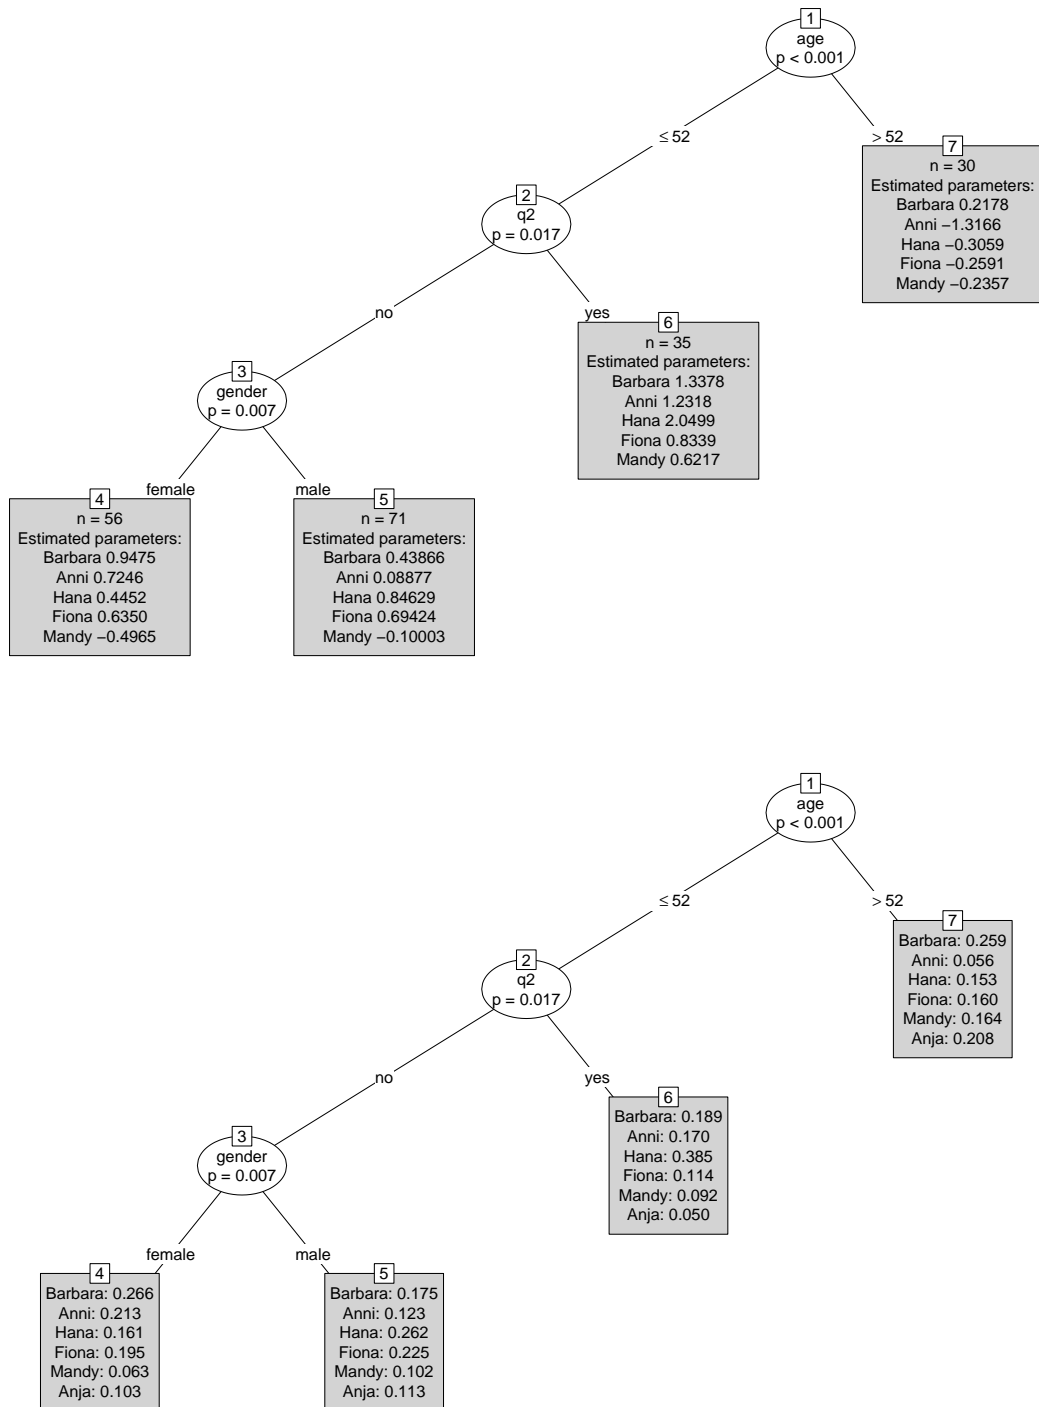 1
age
p < 0.001
≤ 52
> 52
7
n = 30
Estimated parameters:
Barbara 0.2178
Anni −1.3166
Hana −0.3059
Fiona −0.2591
Mandy −0.2357
2
q2
p = 0.017
no
yes
6
n = 35
Estimated parameters:
Barbara 1.3378
Anni 1.2318
Hana 2.0499
Fiona 0.8339
Mandy 0.6217
3
gender
p = 0.007
female
male
4
n = 56
Estimated parameters:
Barbara 0.9475
Anni 0.7246
Hana 0.4452
Fiona 0.6350
Mandy −0.4965
5
n = 71
Estimated parameters:
Barbara 0.43866
Anni 0.08877
Hana 0.84629
Fiona 0.69424
Mandy −0.10003
1
age
p < 0.001
≤ 52
> 52
7
Barbara: 0.259
Anni: 0.056
Hana: 0.153
Fiona: 0.160
Mandy: 0.164
Anja: 0.208
2
q2
p = 0.017
no
yes
6
Barbara: 0.189
Anni: 0.170
Hana: 0.385
Fiona: 0.114
Mandy: 0.092
Anja: 0.050
3
gender
p = 0.007
female
male
4
Barbara: 0.266
Anni: 0.213
Hana: 0.161
Fiona: 0.195
Mandy: 0.063
Anja: 0.103
5
Barbara: 0.175
Anni: 0.123
Hana: 0.262
Fiona: 0.225
Mandy: 0.102
Anja: 0.113